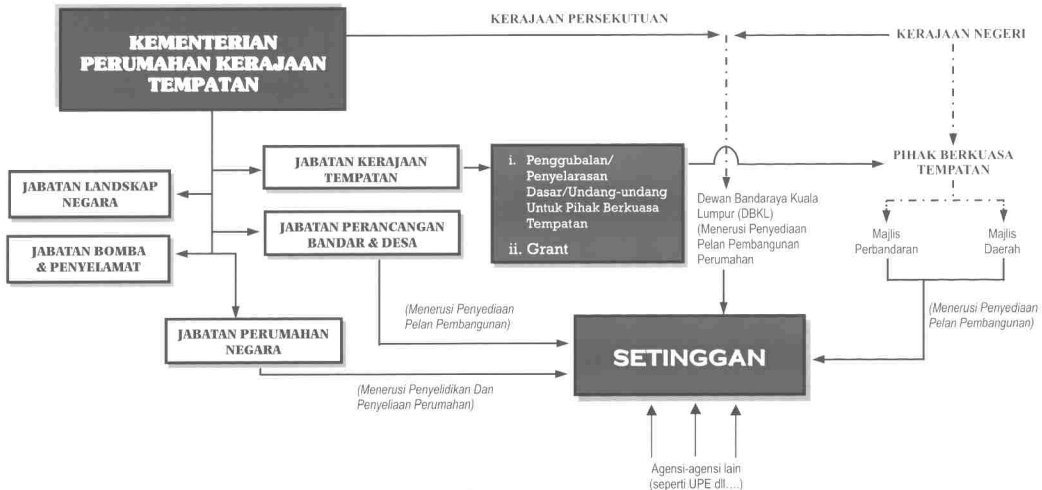 KERAJAAN PERSEKUTUAN
KERAJAAN NEGERI
KEMENTERIAN
PERUMAHAN KERAJAAN
TEMPATAN
JABATAN KERAJAAN
TEMPATAN
i. Penggubalan/
Penyelarasan
Dasar/Undang-undang
Untuk Pihak Berkuasa
Tempatan
ii. Grant
PIHAK BERKUASA
TEMPATAN
JABATAN LANDSKAP
NEGARA
JABATAN PERANCANGAN
BANDAR & DESA
Dewan Bandaraya Kuala
Lumpur (DBKL)
(Menerusi Penyediaan
Pelan Pembangunan
Perumahan
Majlis
Perbandaran
Majlis
Daerah
JABATAN BOMBA
& PENYELAMAT
(Menerusi Penyediaan
Pelan Pembangunan)
(Menerusi Penyediaan
Pelan Pembangunan)
JABATAN PERUMAHAN
NEGARA
SETINGGAN
(Menerusi Penyelidikan Dan
Penyeliaan Perumahan)
Agensi-agensi lain
(seperti UPE dll....)